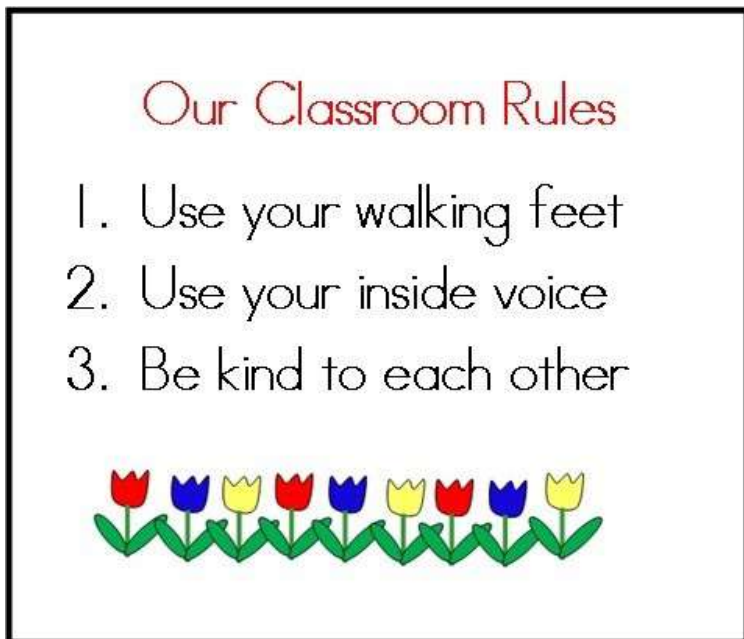 Our Classroom Rules
1. Use your walking feet
2. Use your inside voice
3. Be kind to each other